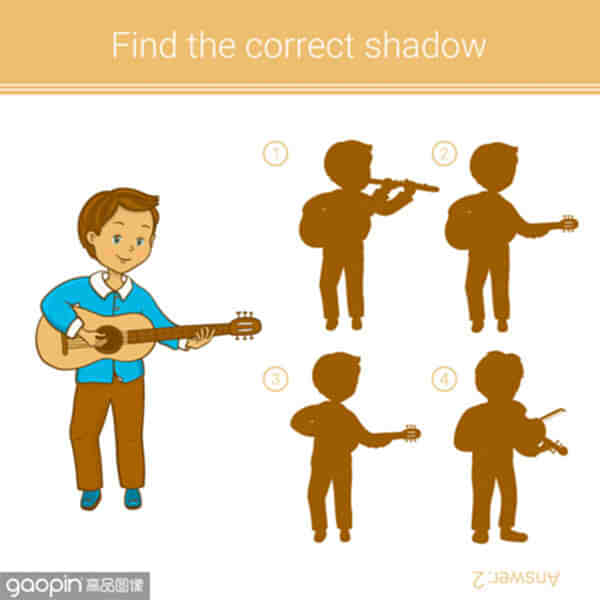 Find the correct shadow
1
2
3
4
Answer: 2
gaopin 高品图像